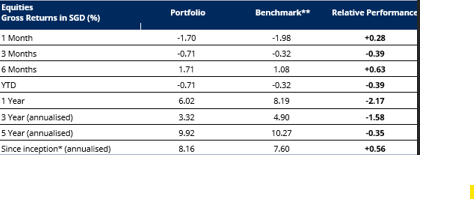 Equities
Gross Returns in SGD (%) Portfolio Benchmark** Relative Performance
1 Month -1.70 -1.98 +0.28
3 Months -0.71 -0.32 -0.39
6 Months 1.71 1.08 +0.63
YTD -0.71 -0.32 -0.39
1 Year 6.02 8.19 -2.17
3 Year (annualised) 3.32 4.90 -1.58
5 Year (annualised) 9.92 10.27 -0.35
Since inception* (annualised) 8.16 7.60 +0.56